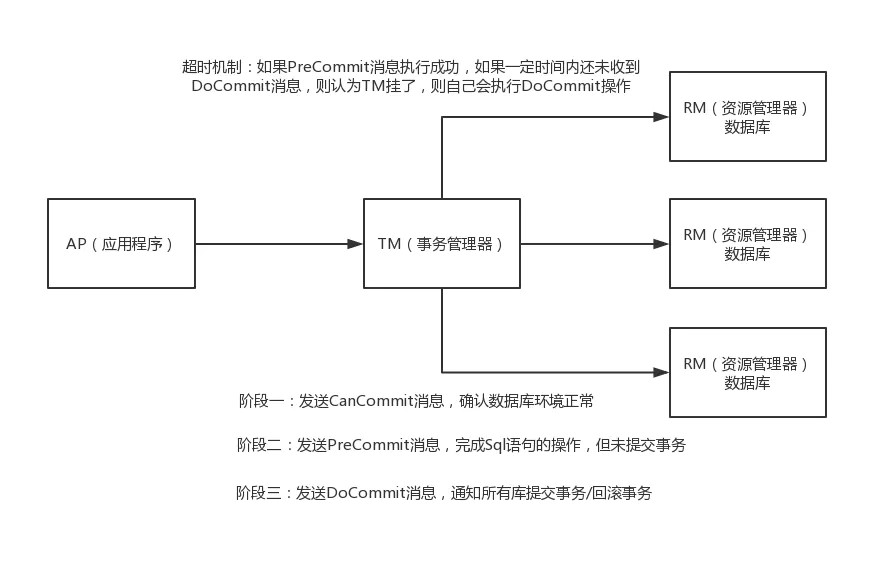 超时机制：如果PreCommit消息执行成功，如果一定时间内还未收到
DoCommit消息，则认为TM挂了，则自己会执行DoCommit操作
RM（资源管理器）
数据库
AP（应用程序）
TM（事务管理器）
RM（资源管理器）
数据库
RM（资源管理器）
数据库
阶段一：发送CanCommit消息，确认数据库环境正常
阶段二：发送PreCommit消息，完成Sql语句的操作，但未提交事务
阶段三：发送DoCommit消息，通知所有库提交事务/回滚事务